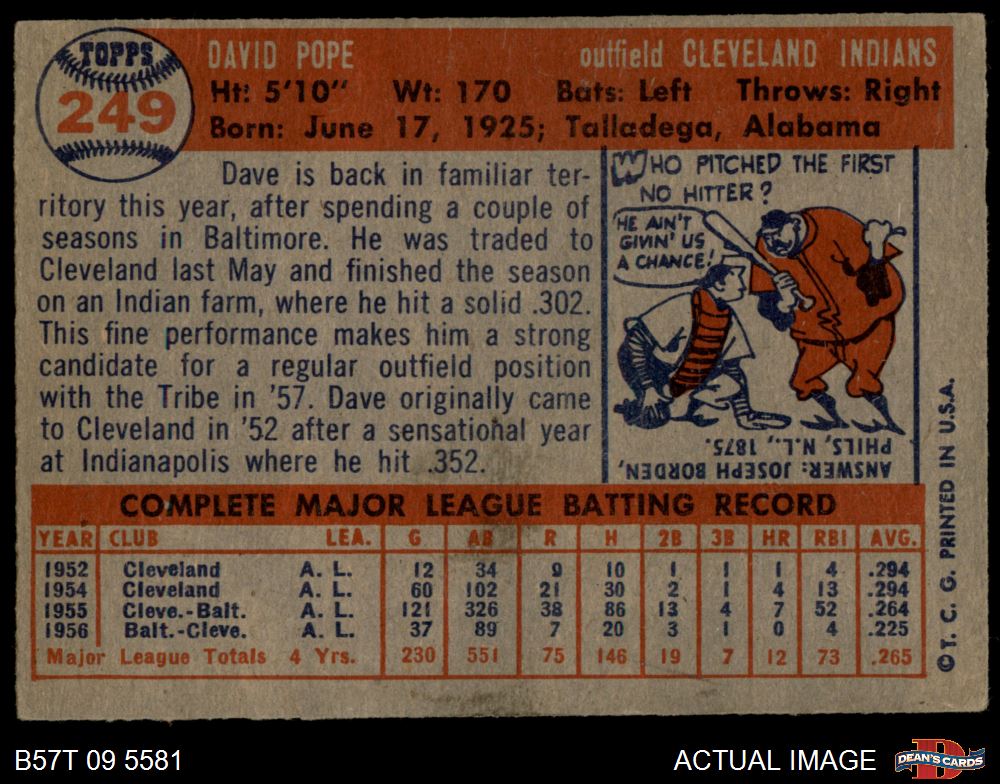 TOPPS
249
DAVID POPE outfield CLEVELAND INDIANS
Ht: 5'10" Wt: 170 Bats: Left Throws: Right
Born: June 17, 1925; Talladega, Alabama
Dave is back in familiar ter-
ritory this year, after spending a couple of
seasons in Baltimore. He was traded to
Cleveland last May and finished the season
on an Indian farm, where he hit a solid .302.
This fine performance makes him a strong
candidate for a regular outfield position
with the Tribe in '57. Dave originally came
to Cleveland in '52 after a sensational year
at Indianapolis where he hit .352.
WHO PITCHED THE FIRST
NO HITTER?
HE AIN'T
GIVIN' US
A CHANCE!
ANSWER: JOSEPH BORDEN,
PHILS, N.L., 1875.
COMPLETE MAJOR LEAGUE BATTING RECORD
YEAR CLUB LEA. G AB R H 2B 3B HR RBI AVG.
1952 Cleveland A. L. 12 34 9 10 1 1 1 4 .294
1954 Cleveland A. L. 60 102 21 30 2 1 4 13 .294
1955 Cleve.-Balt. A. L. 121 326 38 86 13 4 7 52 .264
1956 Balt.-Cleve. A. L. 37 89 7 20 3 1 0 4 .225
Major League Totals 4 Yrs. 230 551 75 146 19 7 12 73 .265
©T. C. G. PRINTED IN U.S.A.
B57T 09 5581
ACTUAL IMAGE
DEAN'S CARDS